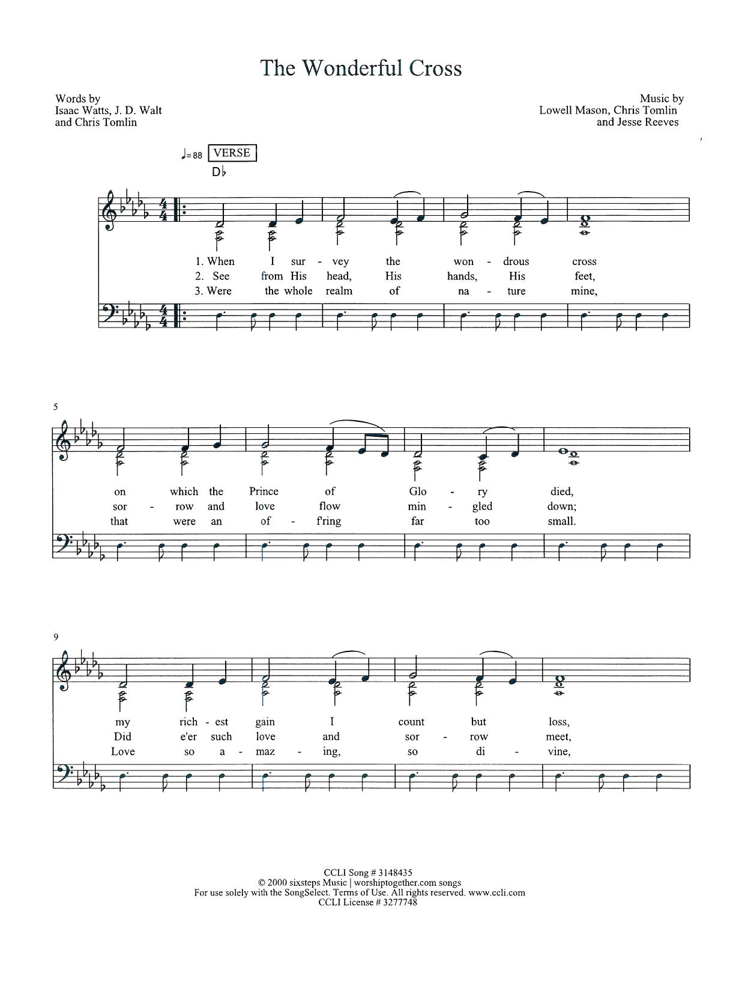 The Wonderful Cross
Words by
Isaac Watts, J. D. Walt
and Chris Tomlin
Music by
Lowell Mason, Chris Tomlin
and Jesse Reeves
♩=88 VERSE
D♭
4/4
1. When I sur - vey the won - drous cross
2. See from His head, His hands, His feet,
3. Were the whole realm of na - ture mine,
4/4
5
on which the Prince of Glo - ry died,
sor - row and love flow min - gled down;
that were an of - f'ring far too small.
9
my rich - est gain I count but loss,
Did e'er such love and sor - row meet,
Love so a - maz - ing, so di - vine,
CCLI Song # 3148435
© 2000 sixsteps Music | worshiptogether.com songs
For use solely with the SongSelect. Terms of Use. All rights reserved. www.ccli.com
CCLI License # 3277748